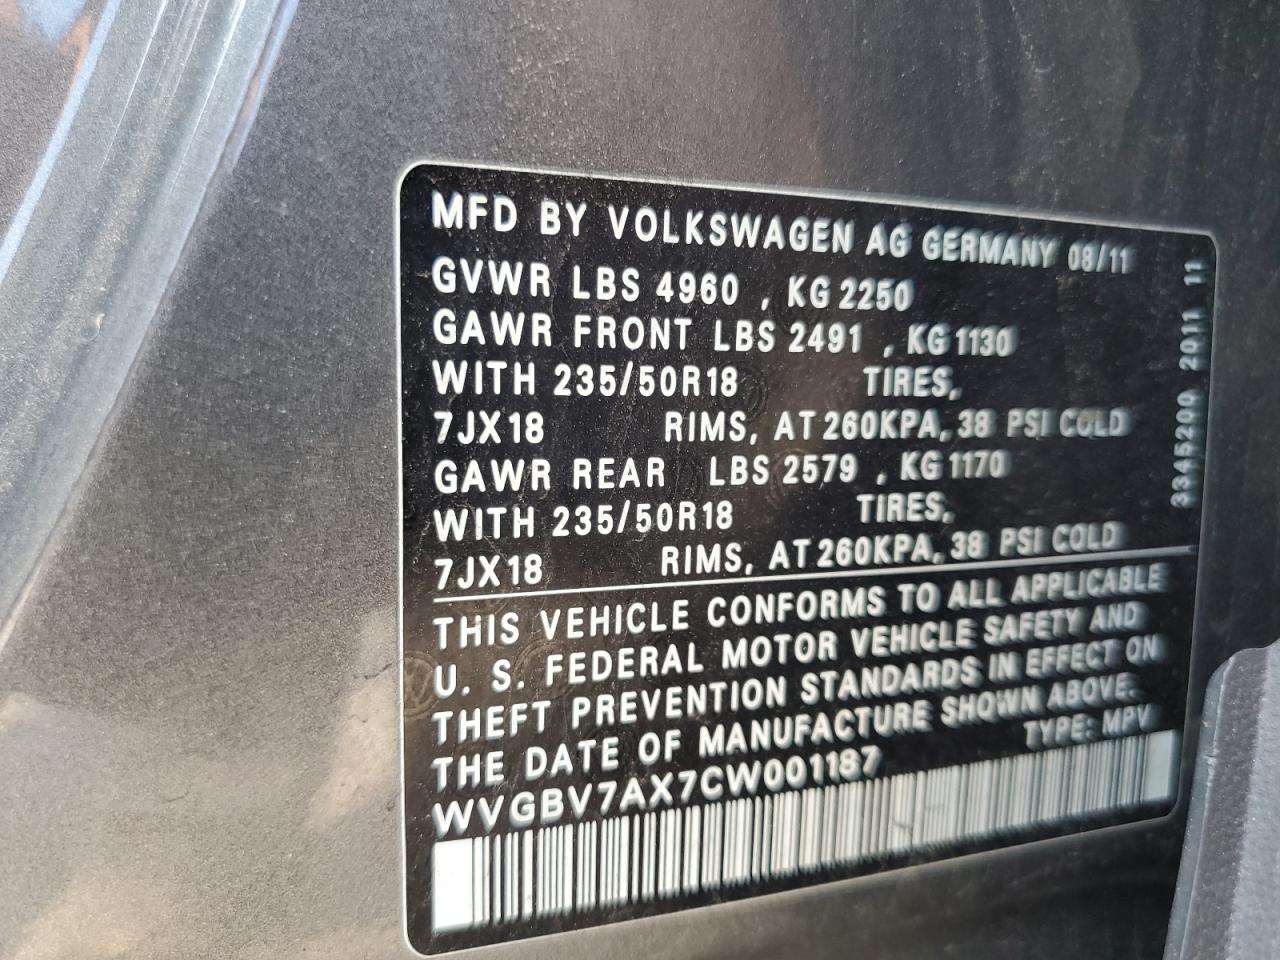 MFD BY VOLKSWAGEN AG GERMANY 08/11
GVWR LBS 4960 , KG 2250
GAWR FRONT LBS 2491 , KG 1130
WITH 235/50R18 TIRES,
7JX18 RIMS, AT 260KPA, 38 PSI COLD
GAWR REAR LBS 2579 , KG 1170
WITH 235/50R18 TIRES,
7JX18 RIMS, AT 260KPA, 38 PSI COLD
THIS VEHICLE CONFORMS TO ALL APPLICABLE
U. S. FEDERAL MOTOR VEHICLE SAFETY AND
THEFT PREVENTION STANDARDS IN EFFECT ON
THE DATE OF MANUFACTURE SHOWN ABOVE.
WVGBV7AX7CW001187 TYPE: MPV
3345200 2011 11